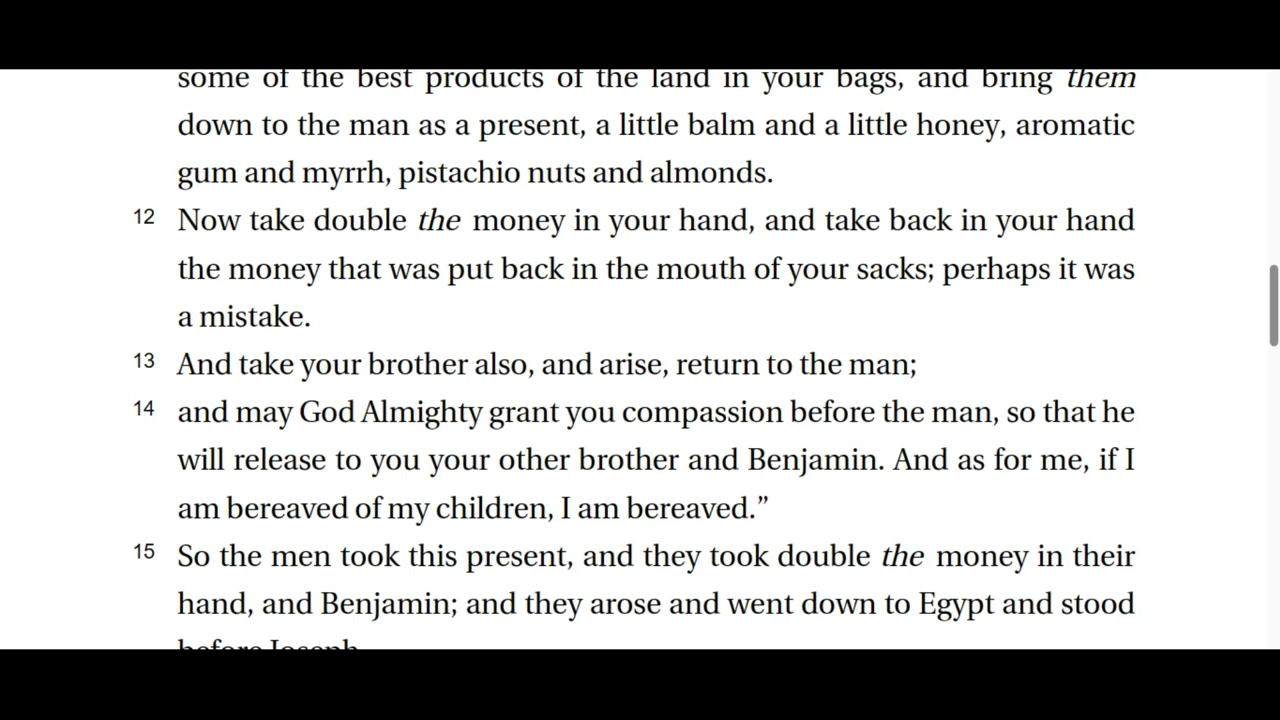 some of the best products of the land in your bags, and bring them
down to the man as a present, a little balm and a little honey, aromatic
gum and myrrh, pistachio nuts and almonds.
12 Now take double the money in your hand, and take back in your hand
the money that was put back in the mouth of your sacks; perhaps it was
a mistake.
13 And take your brother also, and arise, return to the man;
14 and may God Almighty grant you compassion before the man, so that he
will release to you your other brother and Benjamin. And as for me, if I
am bereaved of my children, I am bereaved.”
15 So the men took this present, and they took double the money in their
hand, and Benjamin; and they arose and went down to Egypt and stood
before Joseph.